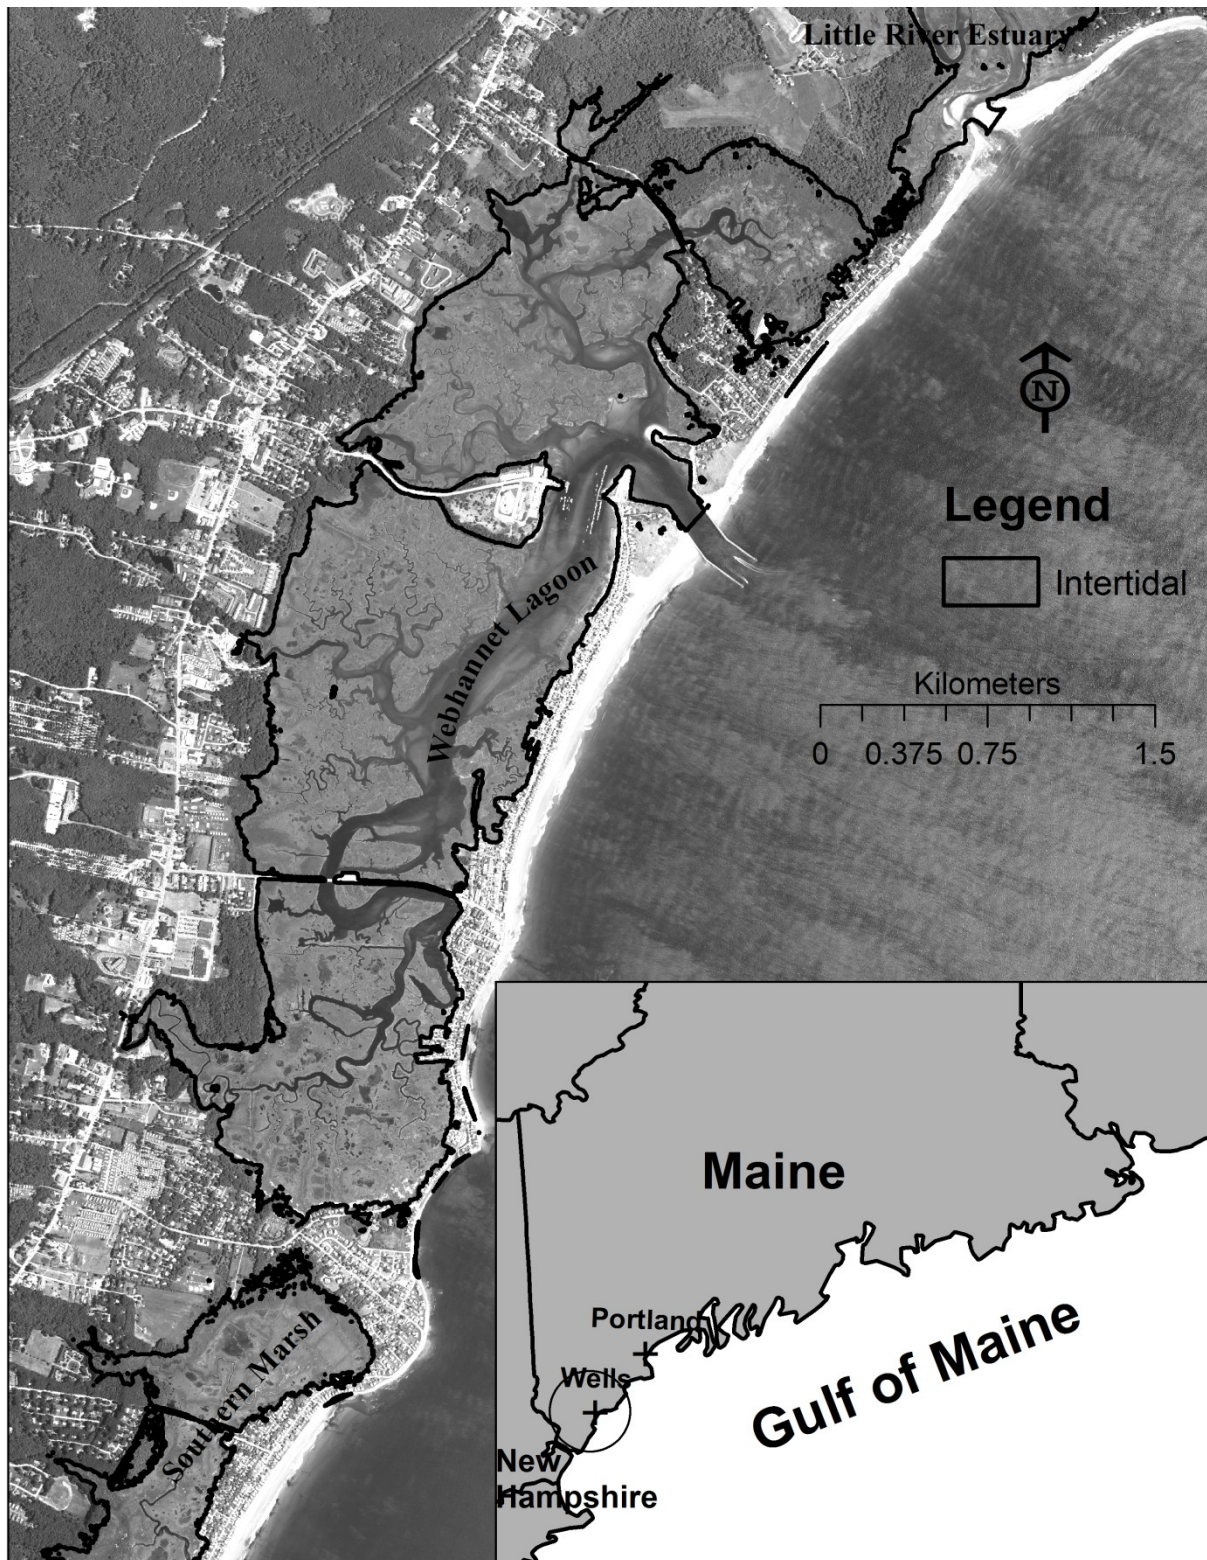 Little River Estuary
N
Legend
Intertidal
Kilometers
0 0.375 0.75 1.5
Webhannet Lagoon
Southern Marsh
Maine
Portland
Wells
Gulf of Maine
New
Hampshire